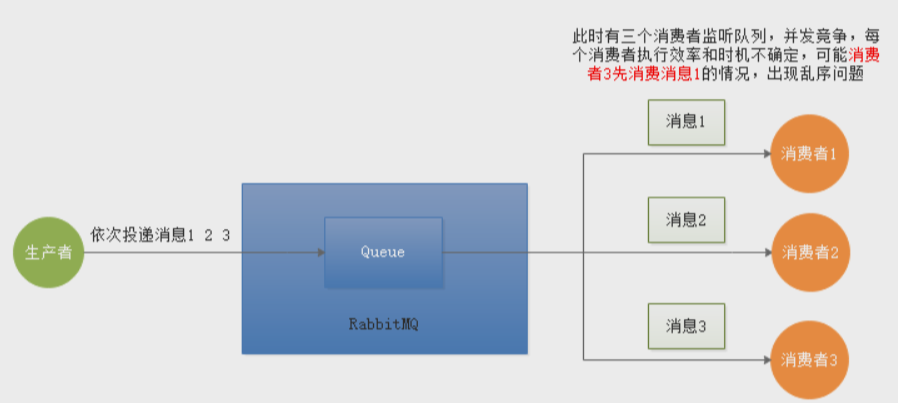 此时有三个消费者监听队列，并发竞争，每
个消费者执行效率和时机不确定，可能消费
者3先消费消息1的情况，出现乱序问题
消息1
消费者1
依次投递消息1 2 3
消息2
生产者
Queue
消费者2
RabbitMQ
消息3
消费者3